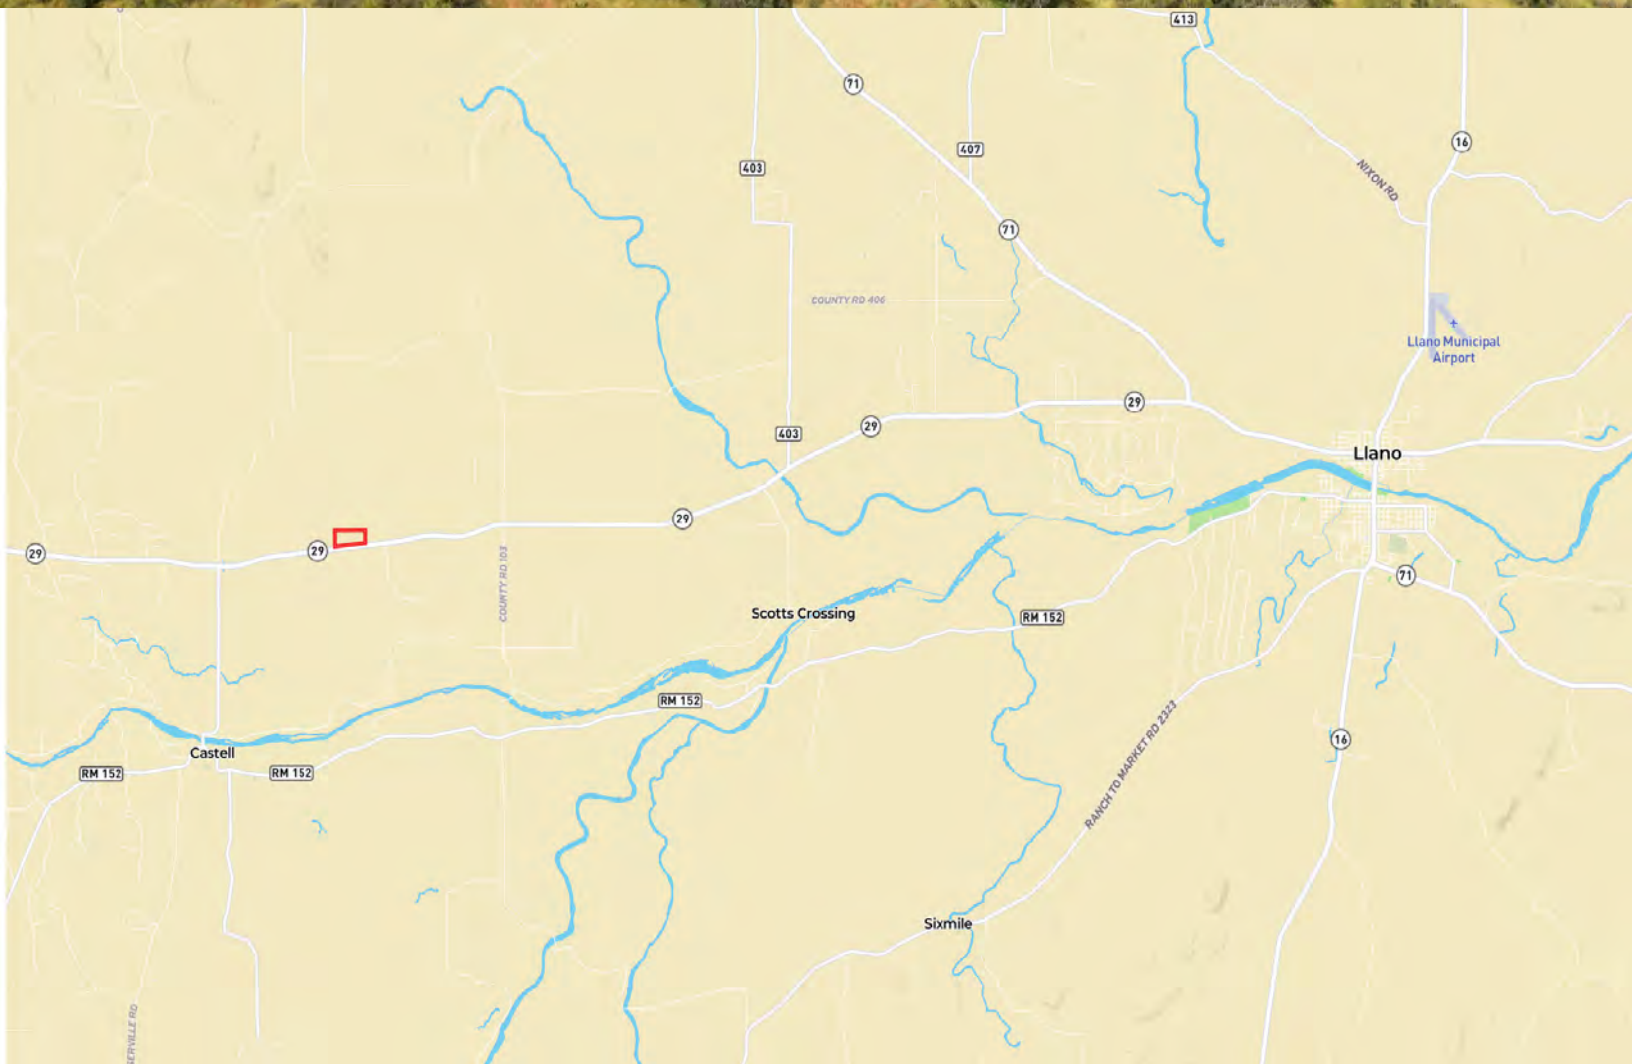 413
71
16
403
407
NIXON RD
71
COUNTY RD 406
Llano Municipal
Airport
29
29
403
Llano
29
29
29
COUNTY RD 103
71
Scotts Crossing
RM 152
RM 152
RANCH TO MARKET RD 2323
16
Castell
RM 152
RM 152
Sixmile
SERVILLE RD